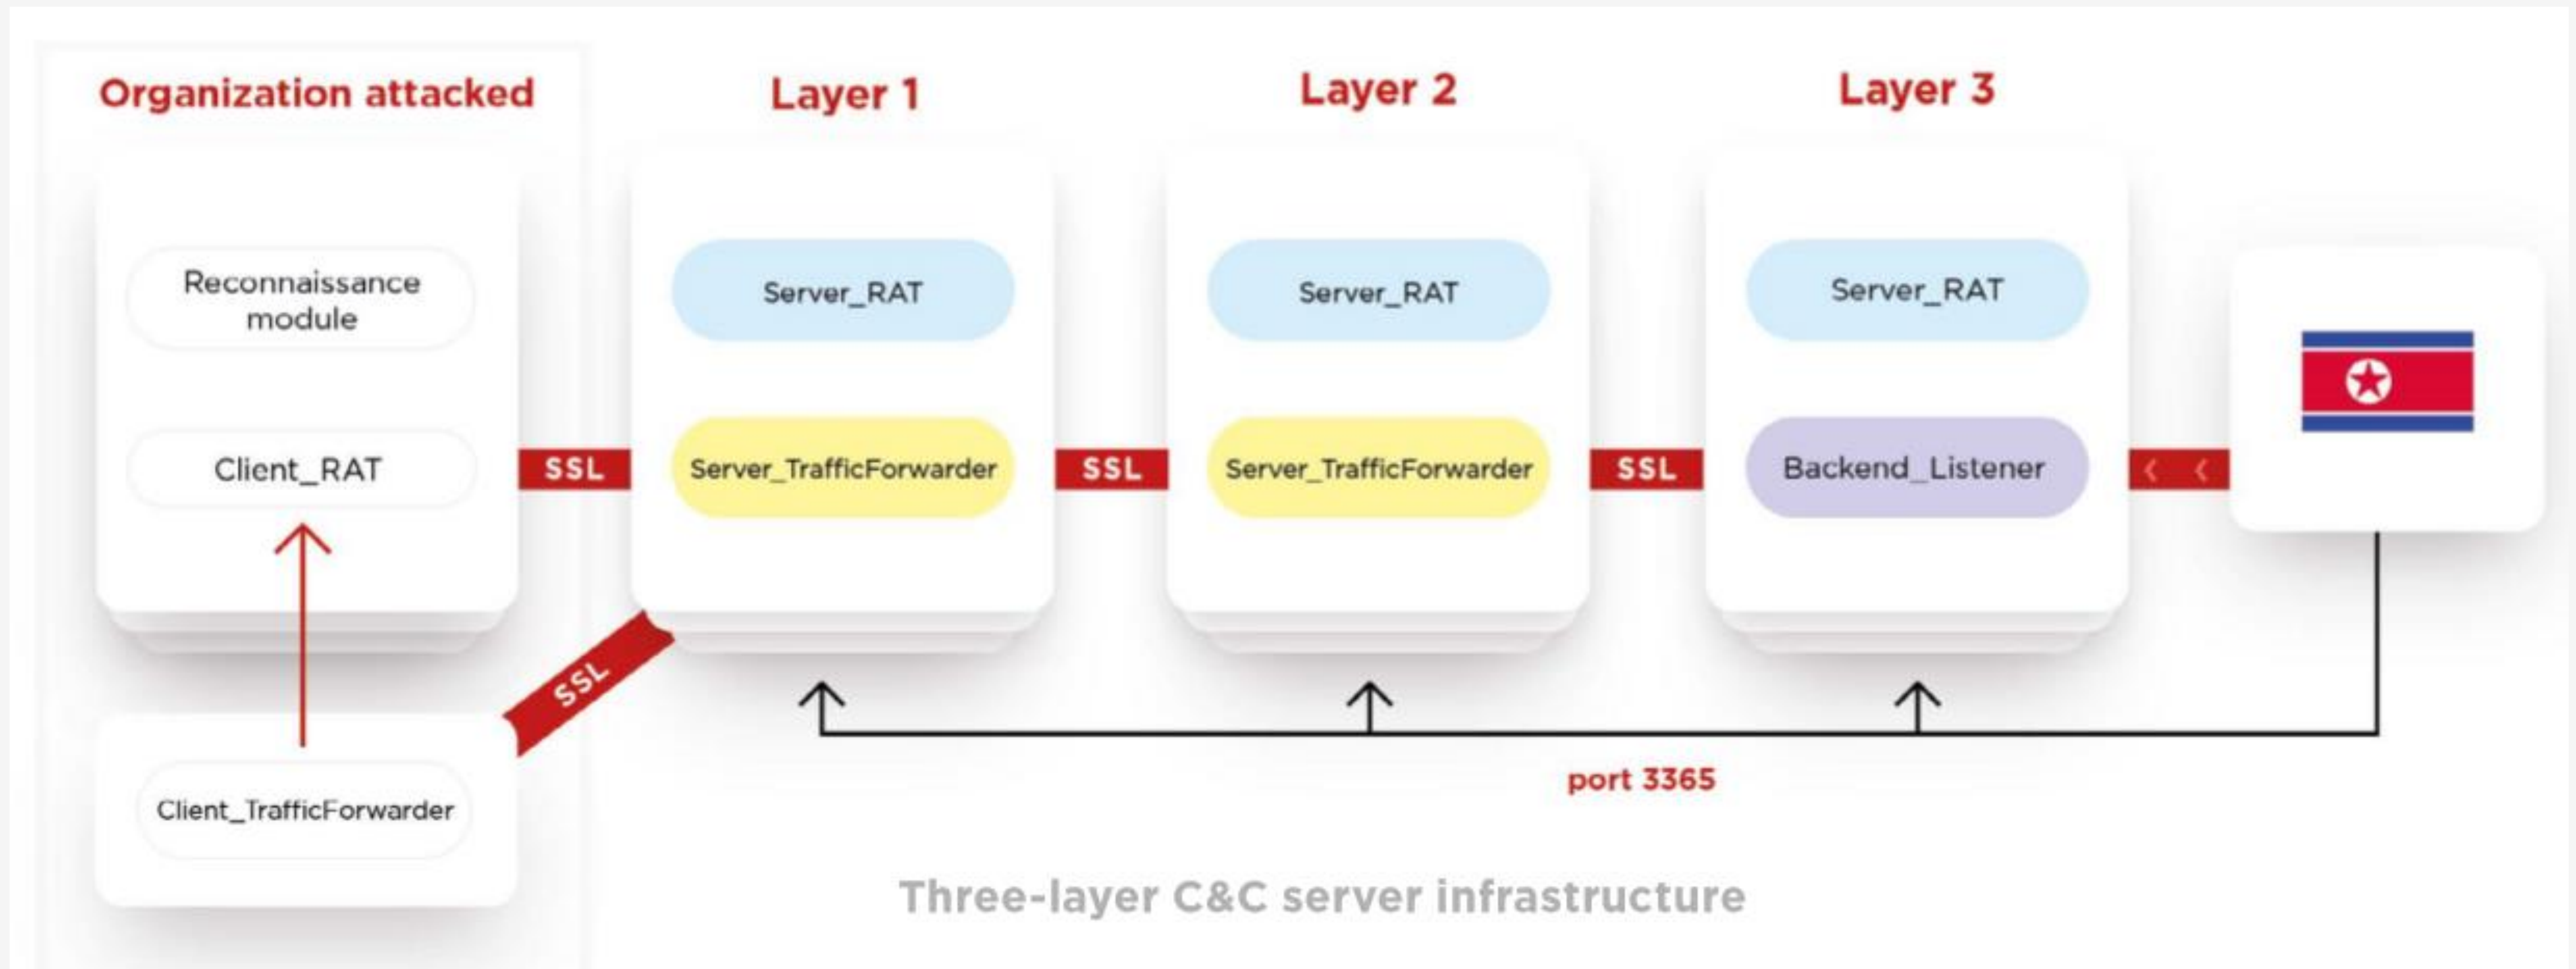 Organization attacked
Layer 1
Layer 2
Layer 3
Reconnaissance
module
Server_RAT
Server_RAT
Server_RAT
Client_RAT
SSL
Server_TrafficForwarder
SSL
Server_TrafficForwarder
SSL
Backend_Listener
SSL
Client_TrafficForwarder
port 3365
Three-layer C&C server infrastructure